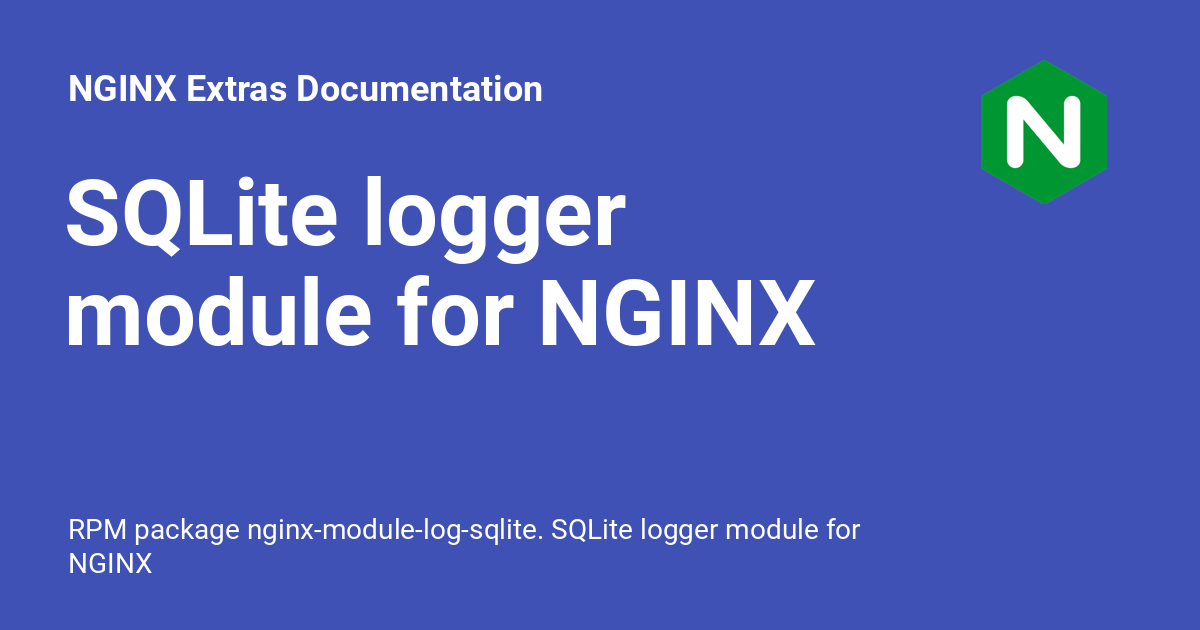 NGINX Extras Documentation
N
SQLite logger
module for NGINX
RPM package nginx-module-log-sqlite. SQLite logger module for
NGINX